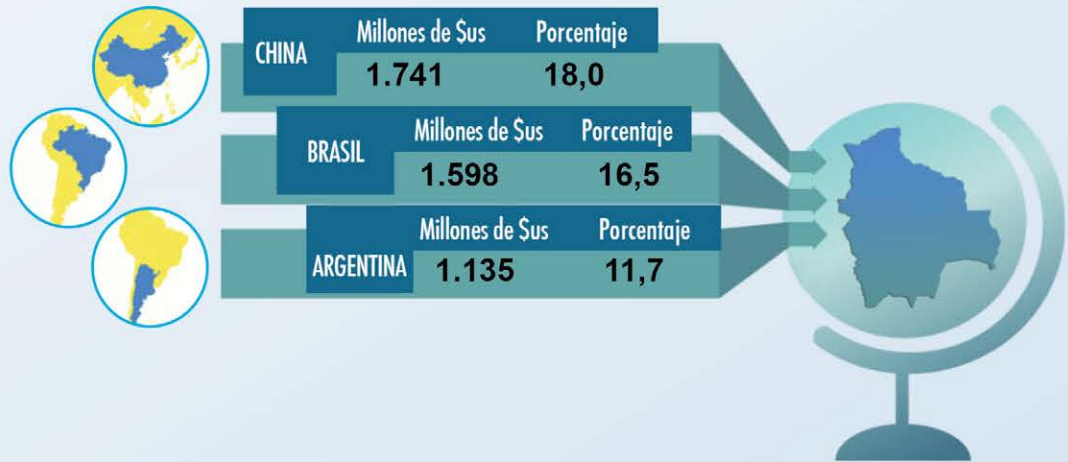 CHINA
Millones de $us Porcentaje
1.741 18,0
BRASIL
Millones de $us Porcentaje
1.598 16,5
ARGENTINA
Millones de $us Porcentaje
1.135 11,7